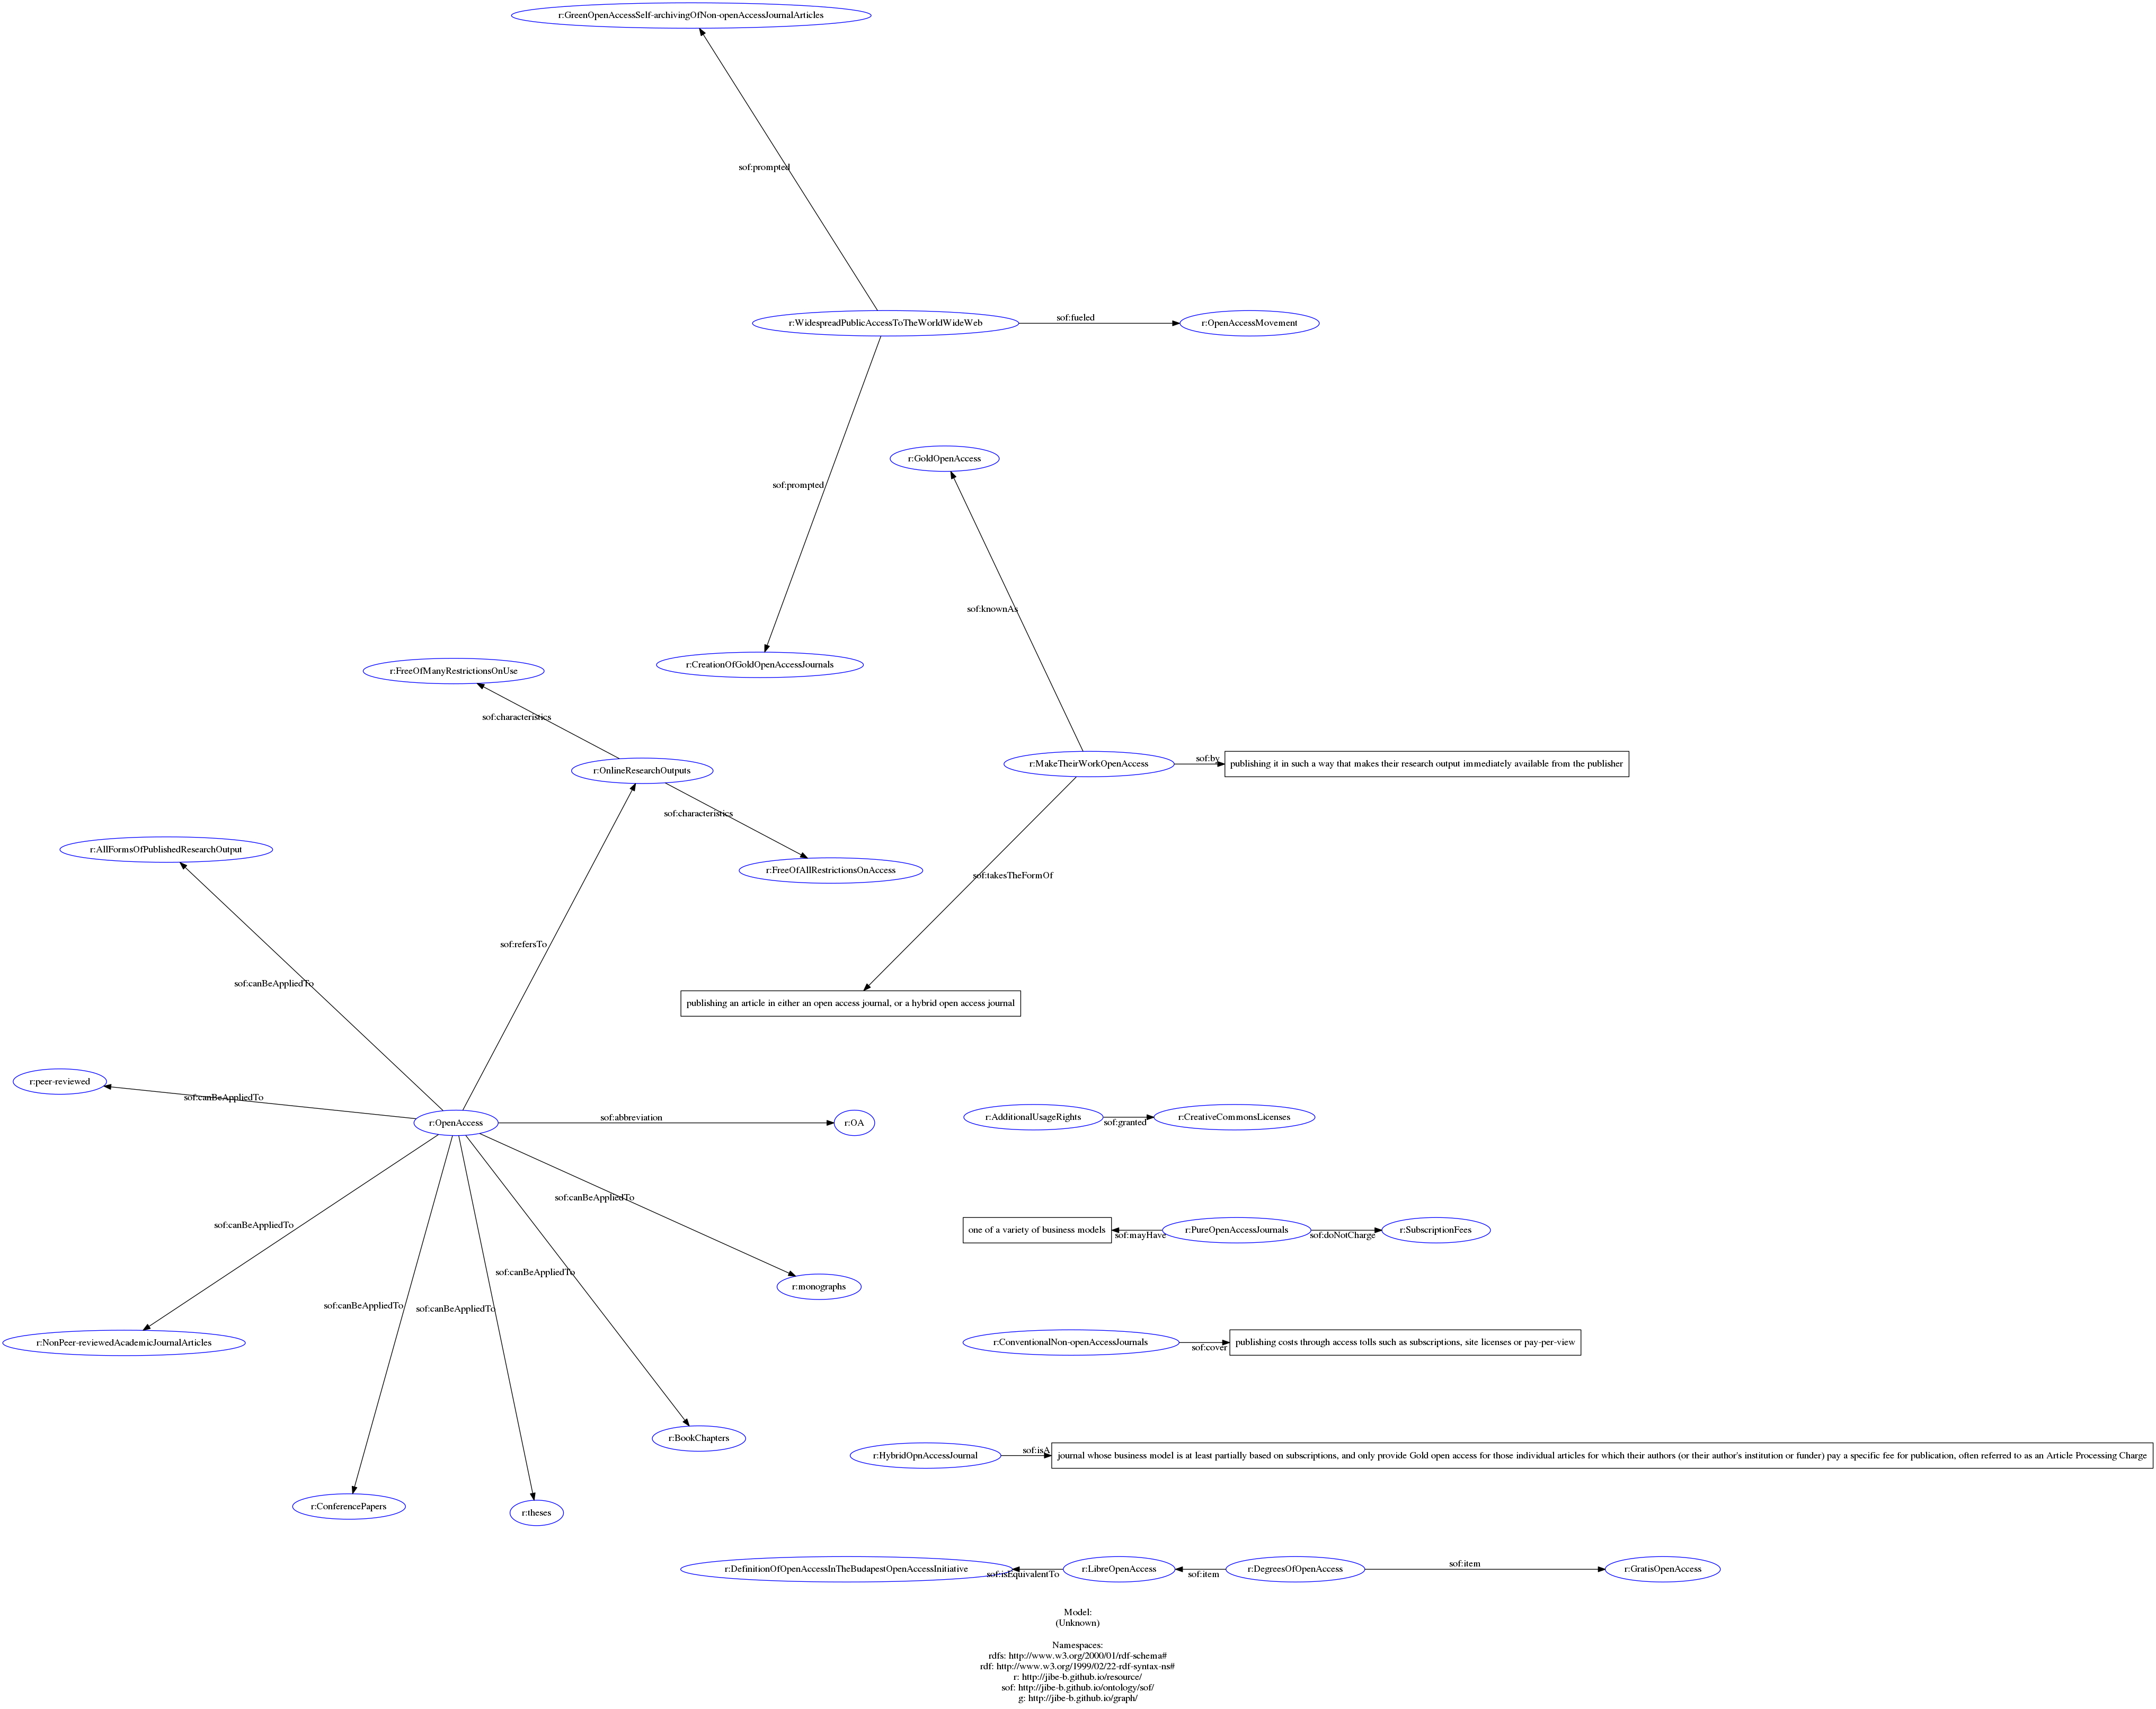 r:GreenOpenAccessSelf-archivingOfNon-openAccessJournalArticles
sof:prompted
r:WidespreadPublicAccessToTheWorldWideWeb
sof:fueled
r:OpenAccessMovement
r:GoldOpenAccess
sof:prompted
sof:knownAs
r:FreeOfManyRestrictionsOnUse
r:CreationOfGoldOpenAccessJournals
sof:characteristics
r:OnlineResearchOutputs
r:MakeTheirWorkOpenAccess
sof:by
publishing it in such a way that makes their research output immediately available from the publisher
sof:characteristics
r:AllFormsOfPublishedResearchOutput
r:FreeOfAllRestrictionsOnAccess
sof:takesTheFormOf
sof:refersTo
sof:canBeAppliedTo
publishing an article in either an open access journal, or a hybrid open access journal
r:peer-reviewed
sof:canBeAppliedTo
r:OpenAccess
sof:abbreviation
r:OA
r:AdditionalUsageRights
sof:granted
r:CreativeCommonsLicenses
sof:canBeAppliedTo
sof:canBeAppliedTo
one of a variety of business models
sof:mayHave
r:PureOpenAccessJournals
sof:doNotCharge
r:SubscriptionFees
sof:canBeAppliedTo
r:monographs
sof:canBeAppliedTo
sof:canBeAppliedTo
r:NonPeer-reviewedAcademicJournalArticles
r:ConventionalNon-openAccessJournals
sof:cover
publishing costs through access tolls such as subscriptions, site licenses or pay-per-view
r:BookChapters
r:HybridOpnAccessJournal
sof:isA
journal whose business model is at least partially based on subscriptions, and only provide Gold open access for those individual articles for which their authors (or their author's institution or funder) pay a specific fee for publication, often referred to as an Article Processing Charge
r:ConferencePapers
r:theses
r:DefinitionOfOpenAccessInTheBudapestOpenAccessInitiative
sof:isEquivalentTo
r:LibreOpenAccess
sof:item
r:DegreesOfOpenAccess
sof:item
r:GratisOpenAccess
Model:
(Unknown)
Namespaces:
rdfs: http://www.w3.org/2000/01/rdf-schema#
rdf: http://www.w3.org/1999/02/22-rdf-syntax-ns#
r: http://jibe-b.github.io/resource/
sof: http://jibe-b.github.io/ontology/sof/
g: http://jibe-b.github.io/graph/